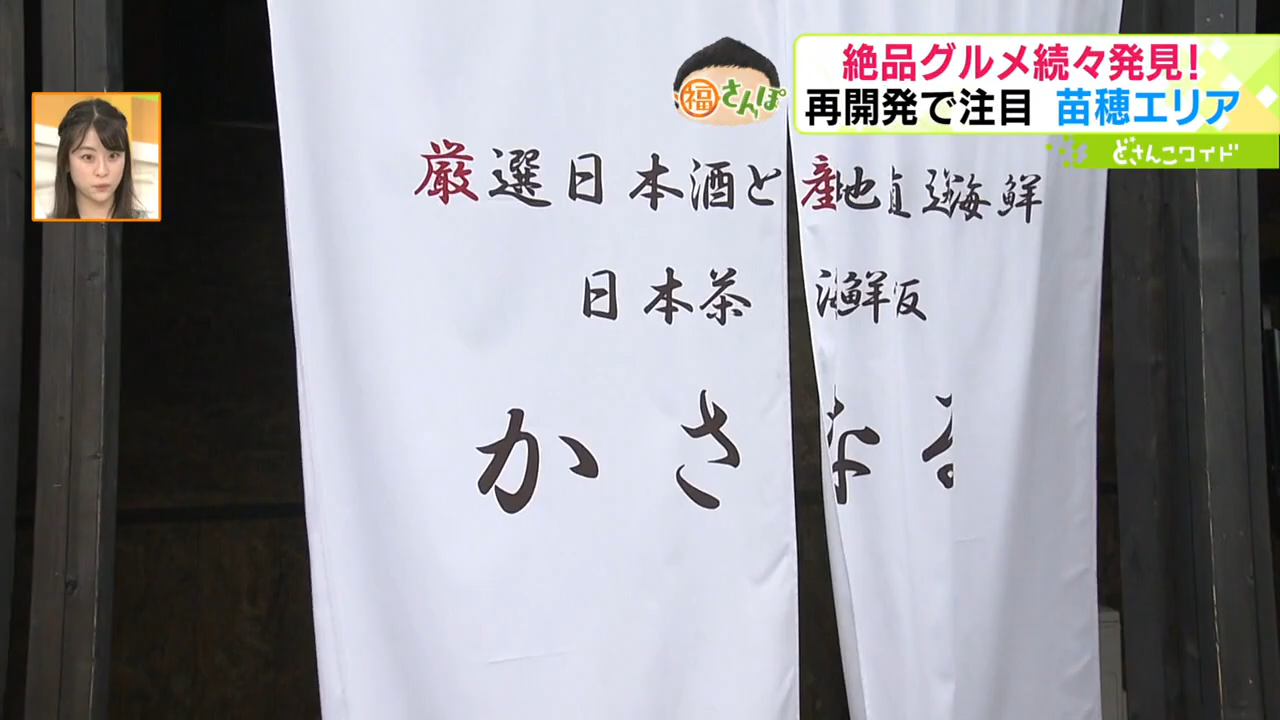 絶品グルメ続々発見!
再開発で注目 苗穂エリア
福さんぽ
どさんこワイド
厳選日本酒と産地直送海鮮
日本茶 海鮮
かさなる